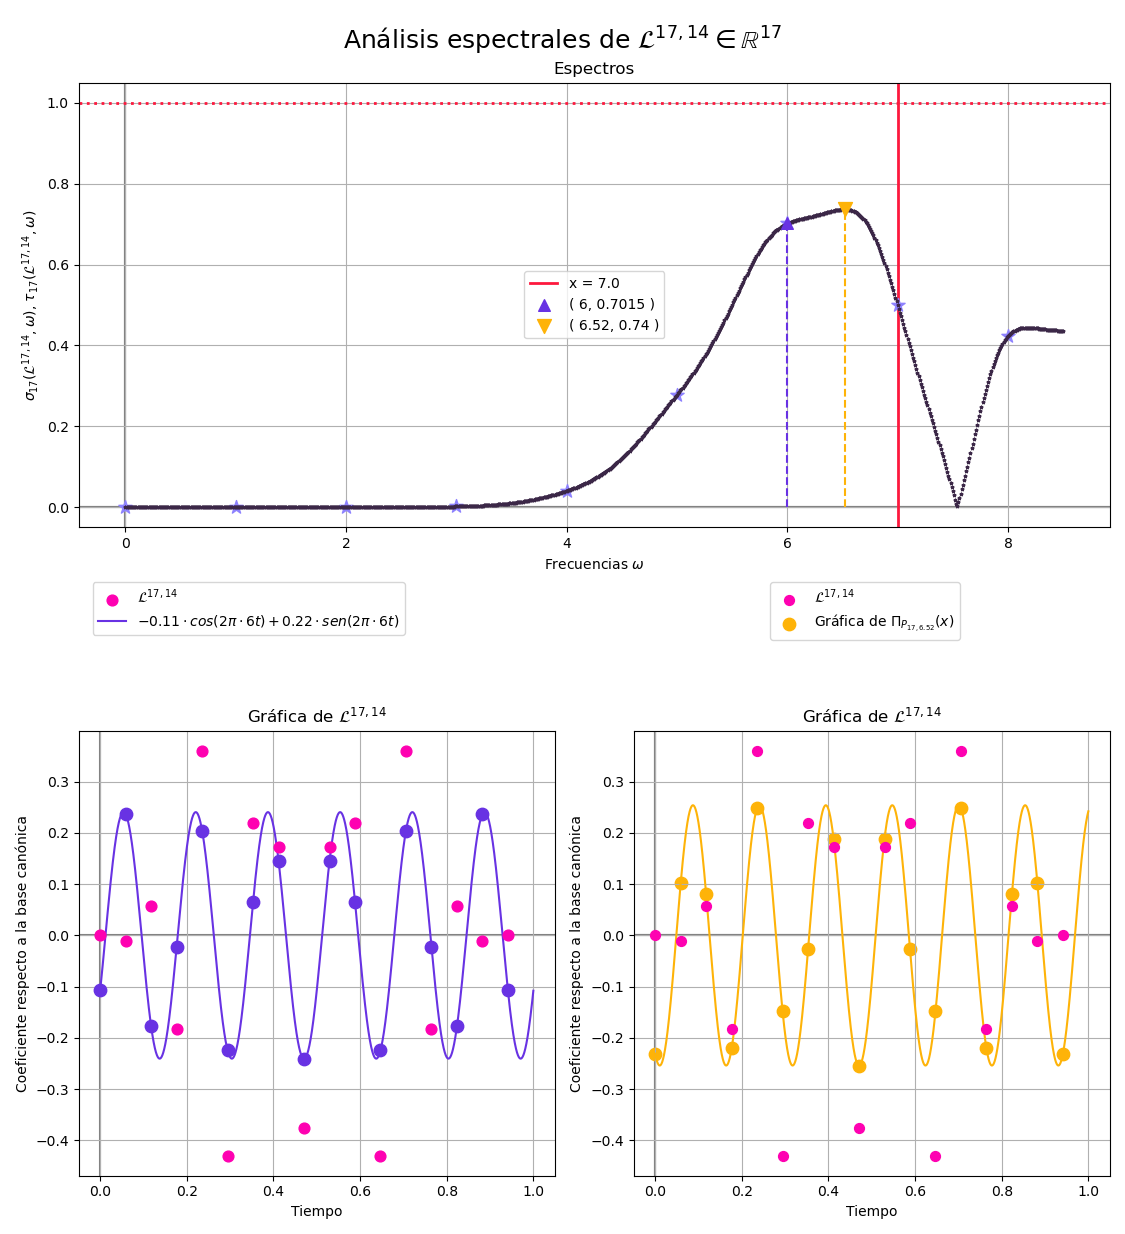 Análisis espectrales de 𝓛^{17,14} ∈ ℝ^{17}
Espectros
σ₁₇(𝓛^{17,14}, ω), τ₁₇(𝓛^{17,14}, ω)
1.0
0.8
0.6
0.4
0.2
0.0
x = 7.0
( 6, 0.7015 )
( 6.52, 0.74 )
0 2 4 6 8
Frecuencias ω
𝓛^{17,14}
−0.11 · cos(2π · 6t) + 0.22 · sen(2π · 6t)
𝓛^{17,14}
Gráfica de Π_{P_{17,6.52}}(x)
Gráfica de 𝓛^{17,14}
Coeficiente respecto a la base canónica
0.3
0.2
0.1
0.0
−0.1
−0.2
−0.3
−0.4
0.0 0.2 0.4 0.6 0.8 1.0
Tiempo
Gráfica de 𝓛^{17,14}
Coeficiente respecto a la base canónica
0.3
0.2
0.1
0.0
−0.1
−0.2
−0.3
−0.4
0.0 0.2 0.4 0.6 0.8 1.0
Tiempo